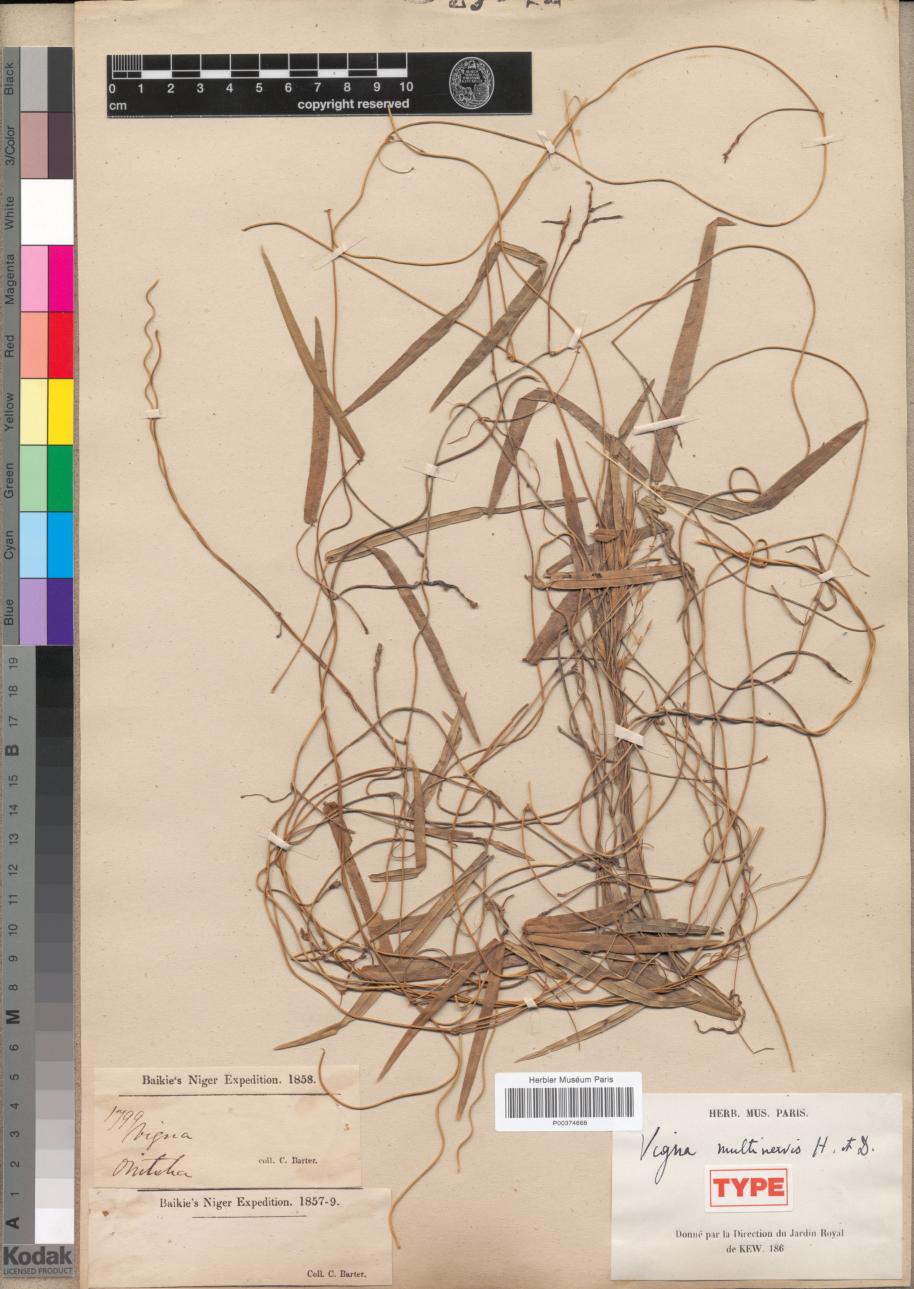 0 1 2 3 4 5 6 7 8 9 10
cm
copyright reserved
Black
3/Color
White
Magenta
Red
Yellow
Green
Cyan
Blue
19
18
17
B
15
14
13
12
11
10
9
8
M
6
5
4
3
2
1
A
Kodak
LICENSED PRODUCT
Baikie's Niger Expedition. 1858.
1799
Vigna
Onitcha
coll. C. Barter.
Baikie's Niger Expedition. 1857-9.
Coll. C. Barter.
Herbier Muséum Paris
P00374668
HERB. MUS. PARIS.
Vigna multinervis H. et D.
TYPE
Donné par la Direction du Jardin Royal
de KEW. 186